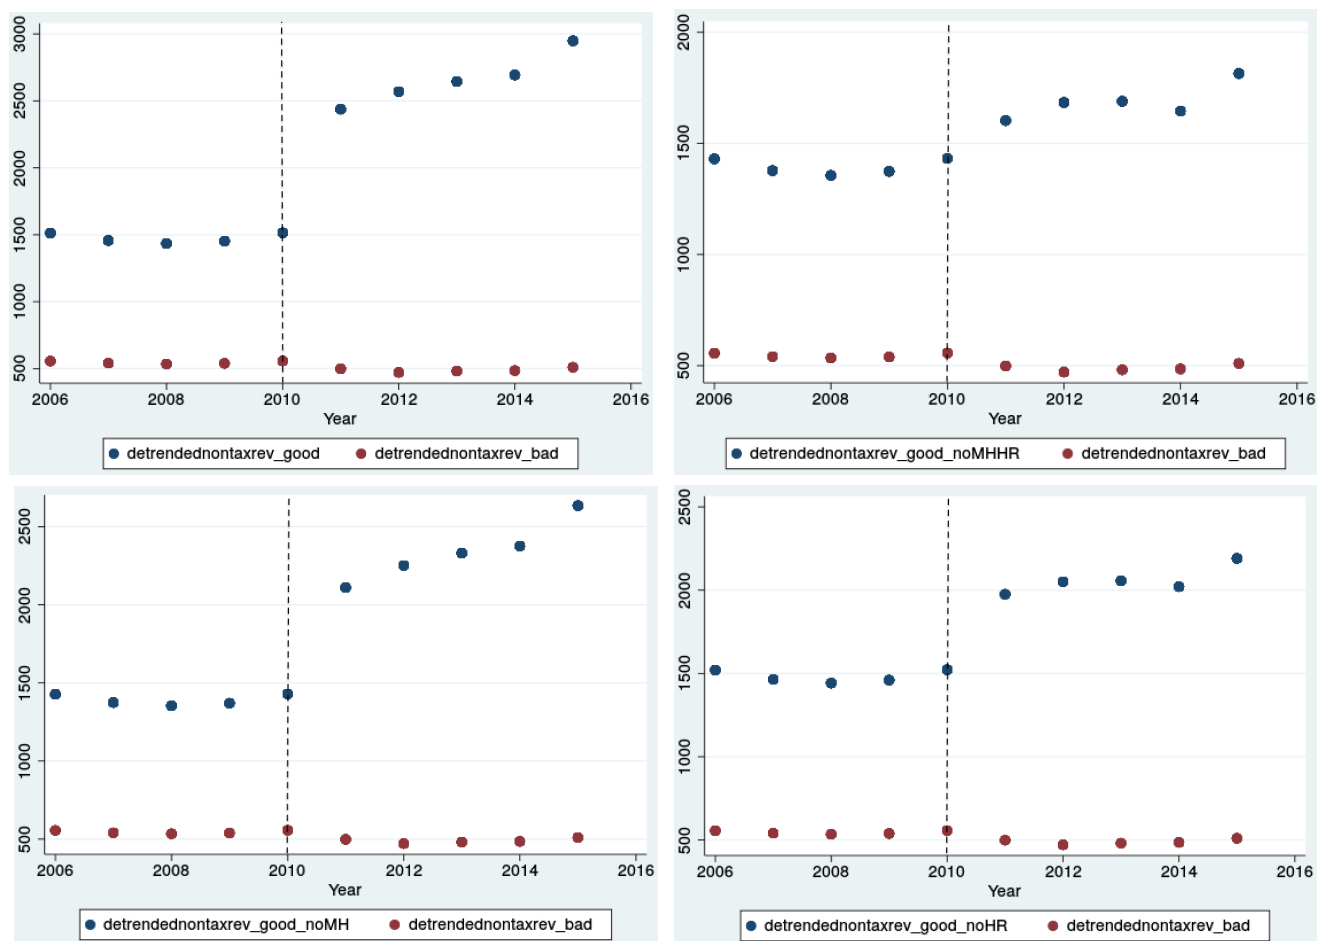 3000
2500
2000
1500
1000
500
2006 2008 2010 2012 2014 2016
Year
detrendednontaxrev_good detrendednontaxrev_bad
2000
1500
1000
500
2006 2008 2010 2012 2014 2016
Year
detrendednontaxrev_good_noMHHR detrendednontaxrev_bad
2500
2000
1500
1000
500
2006 2008 2010 2012 2014 2016
Year
detrendednontaxrev_good_noMH detrendednontaxrev_bad
2500
2000
1500
1000
500
2006 2008 2010 2012 2014 2016
Year
detrendednontaxrev_good_noHR detrendednontaxrev_bad